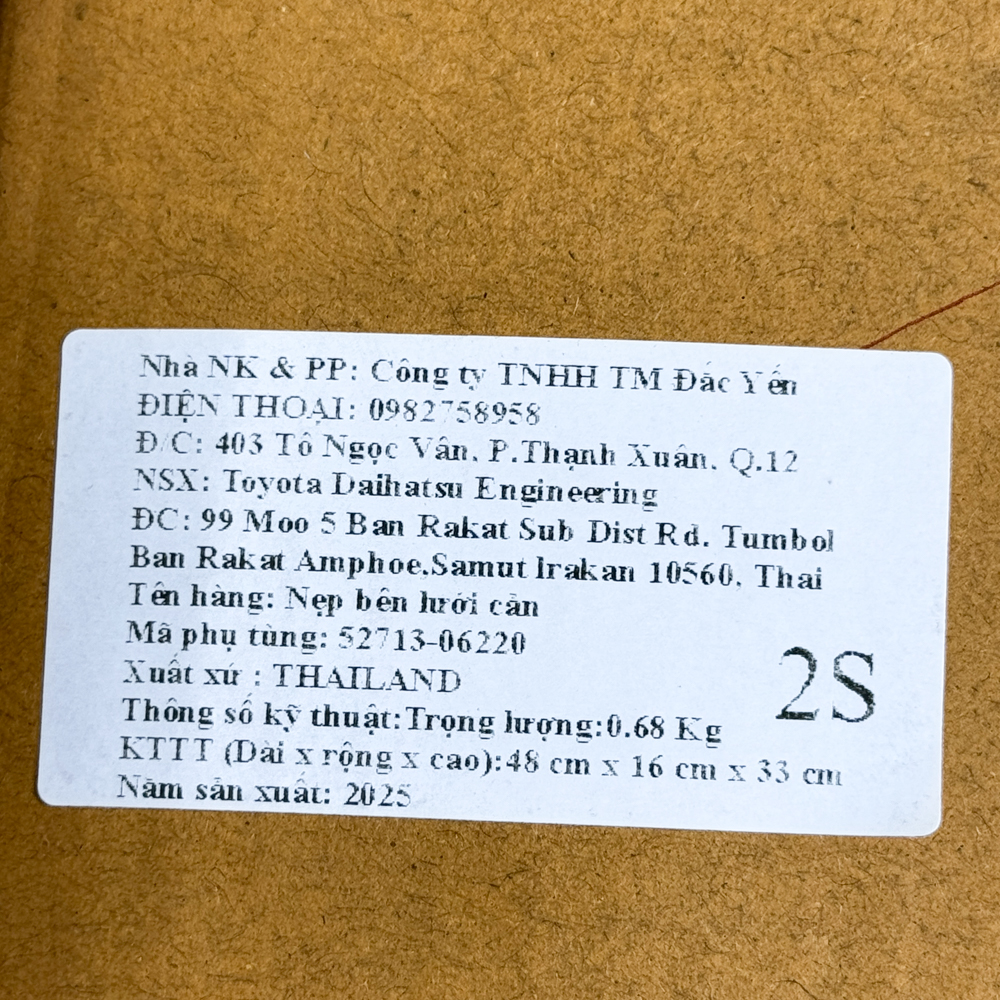 Nhà NK & PP: Công ty TNHH TM Đắc Yến
ĐIỆN THOẠI: 0982758958
Đ/C: 403 Tô Ngọc Vân, P.Thạnh Xuân, Q.12
NSX: Toyota Daihatsu Engineering
ĐC: 99 Moo 5 Ban Rakat Sub Dist Rd. Tumbol
Ban Rakat Amphoe,Samut Irakan 10560, Thai
Tên hàng: Nẹp bên lưới cản
Mã phụ tùng: 52713-06220
Xuất xứ : THAILAND
2S
Thông số kỹ thuật:Trọng lượng:0.68 Kg
KTTT (Dài x rộng x cao):48 cm x 16 cm x 33 cm
Năm sản xuất: 2025